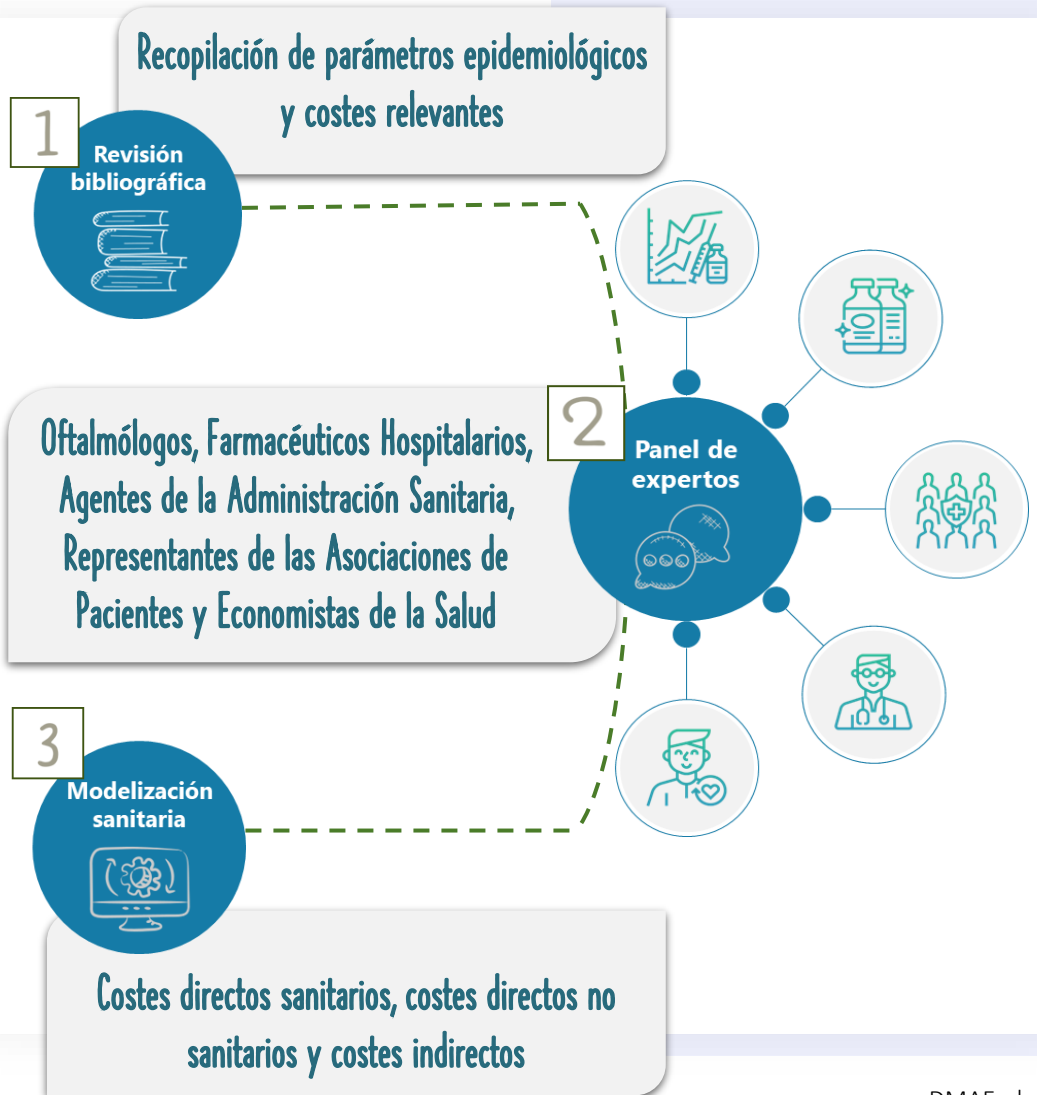 Recopilación de parámetros epidemiológicos
y costes relevantes
1
Revisión
bibliográfica
Oftalmólogos, Farmacéuticos Hospitalarios,
Agentes de la Administración Sanitaria,
Representantes de las Asociaciones de
Pacientes y Economistas de la Salud
2
Panel de
expertos
3
Modelización
sanitaria
Costes directos sanitarios, costes directos no
sanitarios y costes indirectos